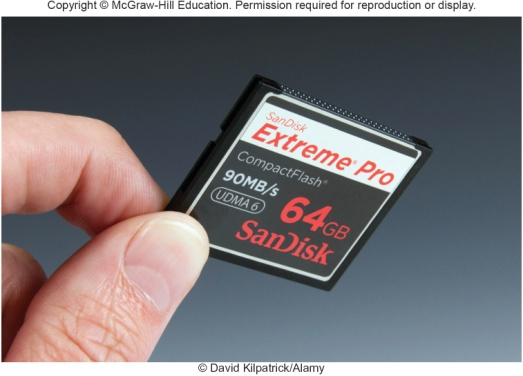 Copyright © McGraw-Hill Education. Permission required for reproduction or display.
SanDisk
Extreme® Pro
CompactFlash®
90MB/s
UDMA 6
64GB
SanDisk
© David Kilpatrick/Alamy